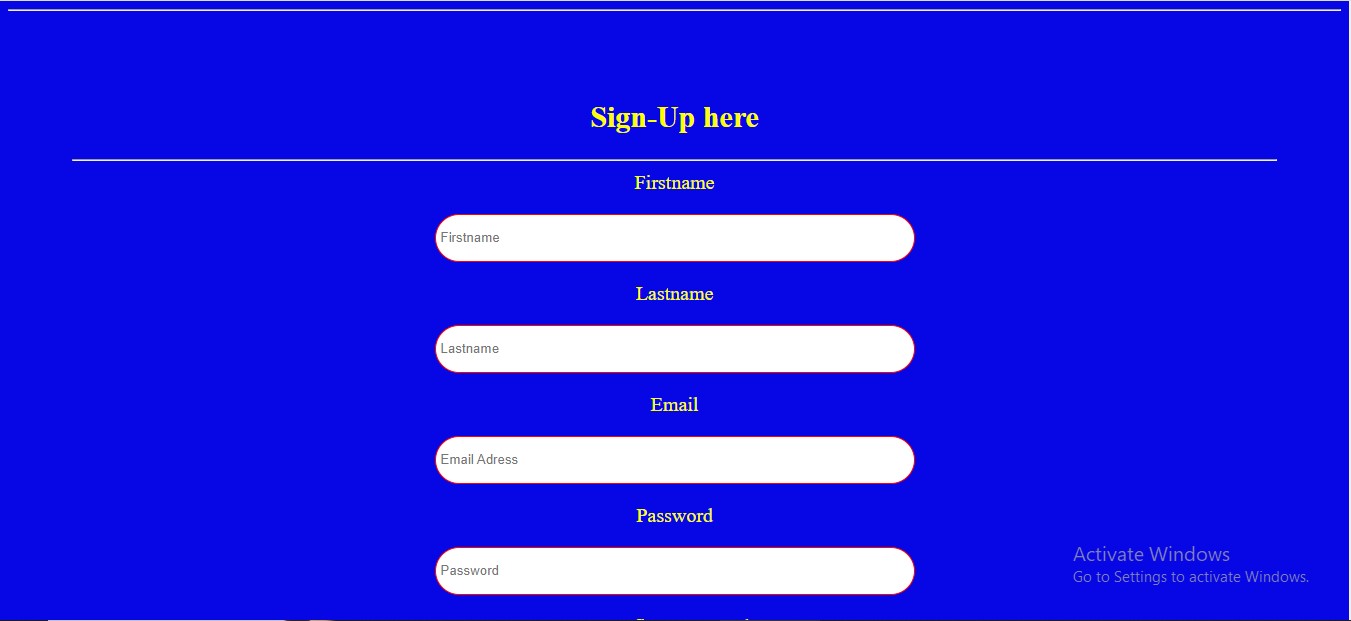 Sign-Up here
Firstname
Firstname
Lastname
Lastname
Email
Email Adress
Password
Password
Activate Windows
Go to Settings to activate Windows.